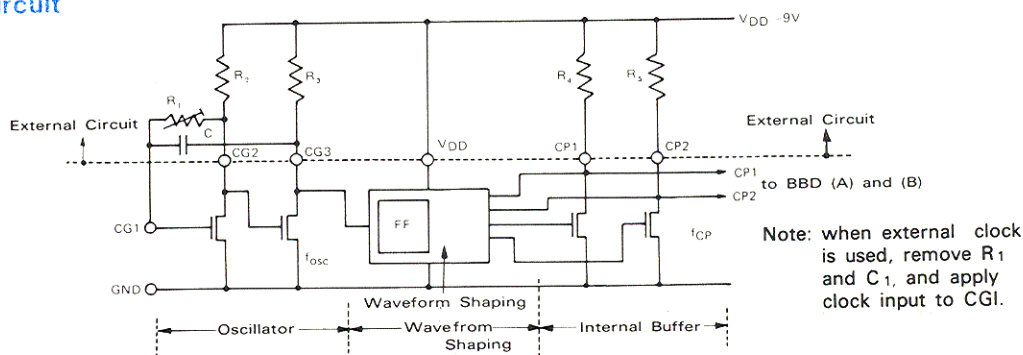 ircuit
VDD -9V
R2
R3
R4
R5
R1
C
External Circuit
External Circuit
CG2
CG3
VDD
CP1
CP2
CP1
to BBD (A) and (B)
CP2
CG1
FF
fosc
fCP
Note: when external clock
is used, remove R1
and C1, and apply
clock input to CGI.
GND
Waveform Shaping
Oscillator
Wavefrom
Shaping
Internal Buffer